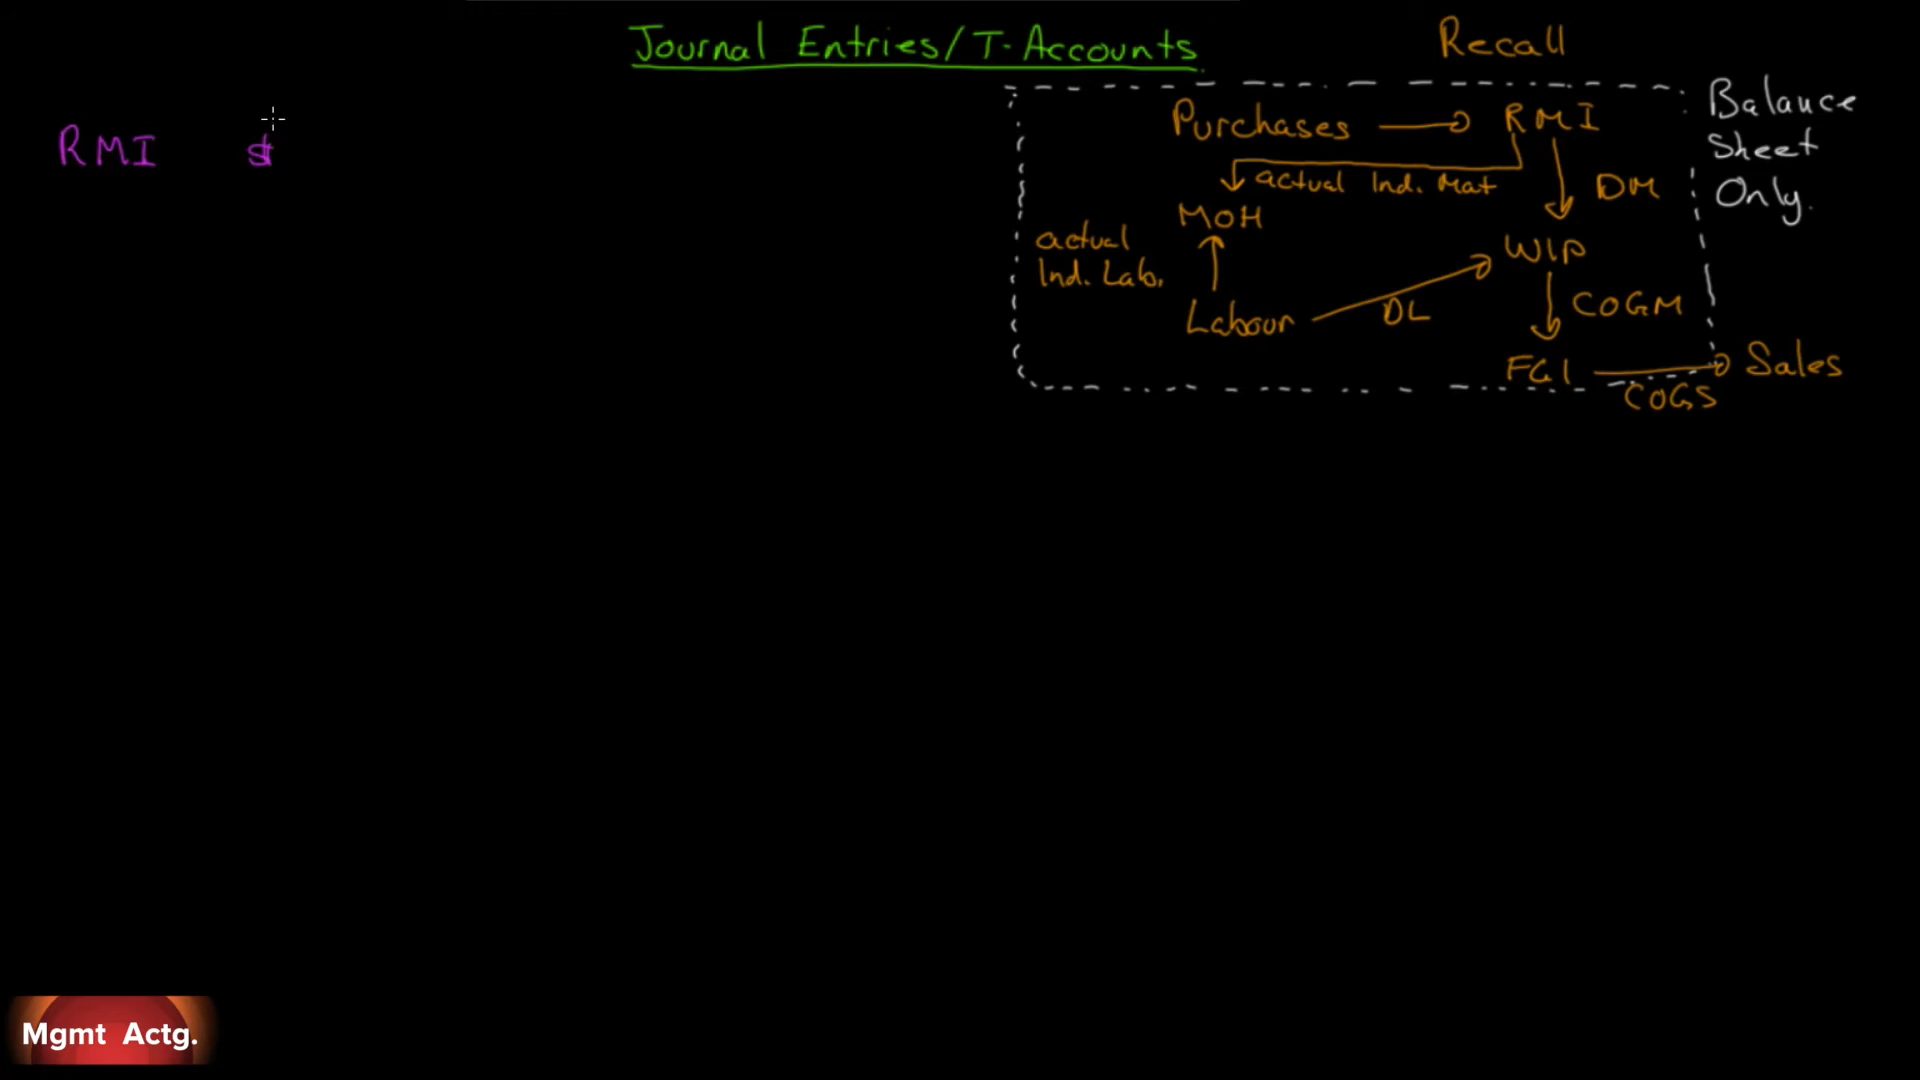 Journal Entries/T-Accounts
Recall
RMI $
Purchases RMI
actual Ind. Mat
DM
MOH
actual
Ind. Lab.
WIP
Labour
DL
COGM
FGI
COGS
Sales
Balance
Sheet
Only.
Mgmt Actg.